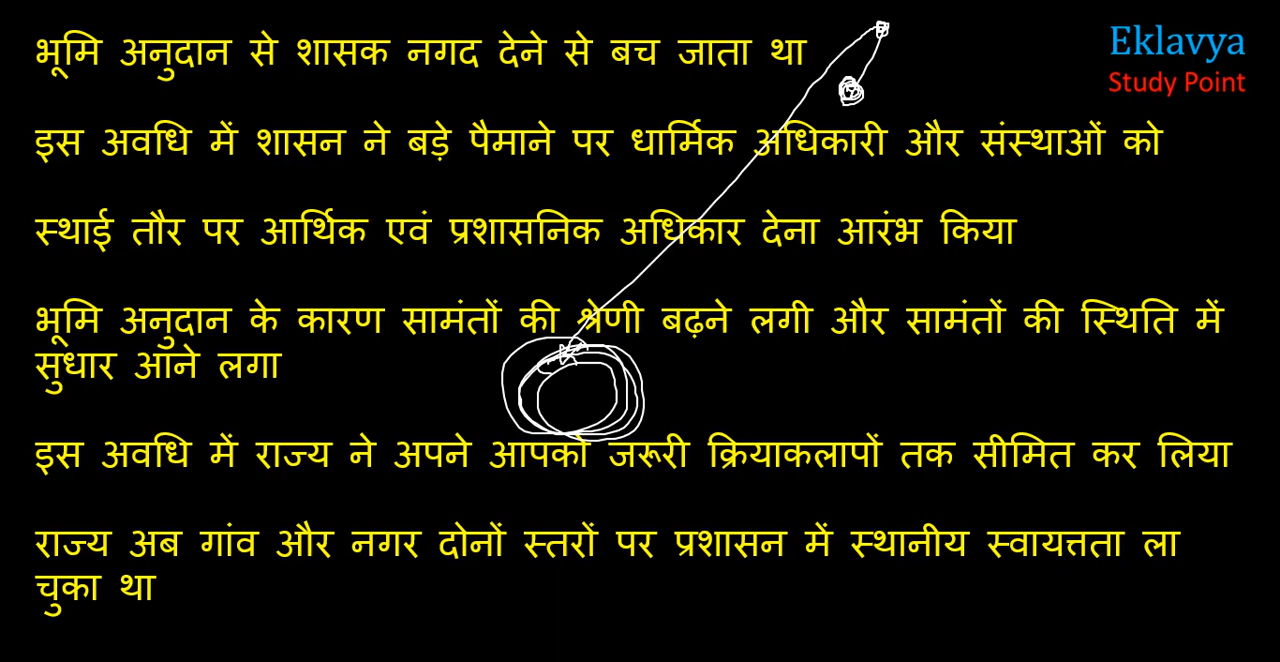 भूमि अनुदान से शासक नगद देने से बच जाता था
Eklavya
Study Point
इस अवधि में शासन ने बड़े पैमाने पर धार्मिक अधिकारी और संस्थाओं को
स्थाई तौर पर आर्थिक एवं प्रशासनिक अधिकार देना आरंभ किया
भूमि अनुदान के कारण सामंतों की श्रेणी बढ़ने लगी और सामंतों की स्थिति में
सुधार आने लगा
इस अवधि में राज्य ने अपने आपको जरूरी क्रियाकलापों तक सीमित कर लिया
राज्य अब गांव और नगर दोनों स्तरों पर प्रशासन में स्थानीय स्वायत्तता ला
चुका था